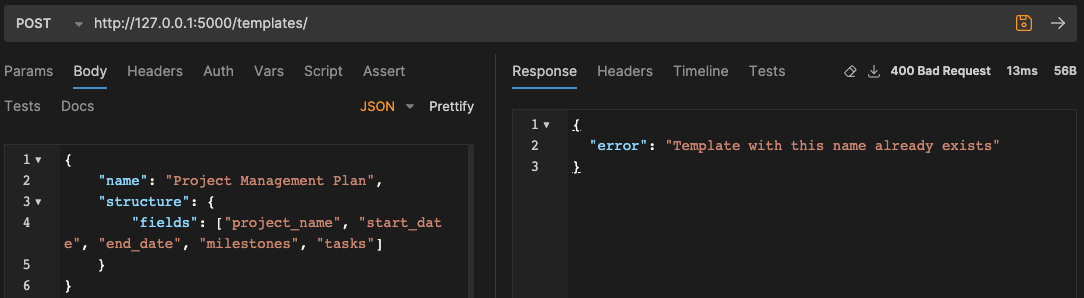 POST http://127.0.0.1:5000/templates/
Params Body Headers Auth Vars Script Assert
Tests Docs JSON Prettify
1 {
2 "name": "Project Management Plan",
3 "structure": {
4 "fields": ["project_name", "start_dat
e", "end_date", "milestones", "tasks"]
5 }
6 }
Response Headers Timeline Tests 400 Bad Request 13ms 56B
1 {
2 "error": "Template with this name already exists"
3 }